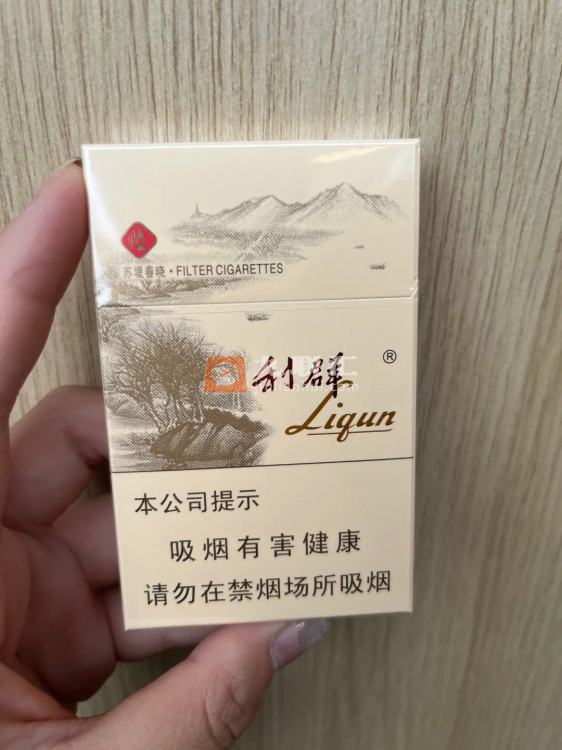 苏堤春晓·FILTER CIGARETTES
利群 ®
Liqun
本公司提示
吸烟有害健康
请勿在禁烟场所吸烟